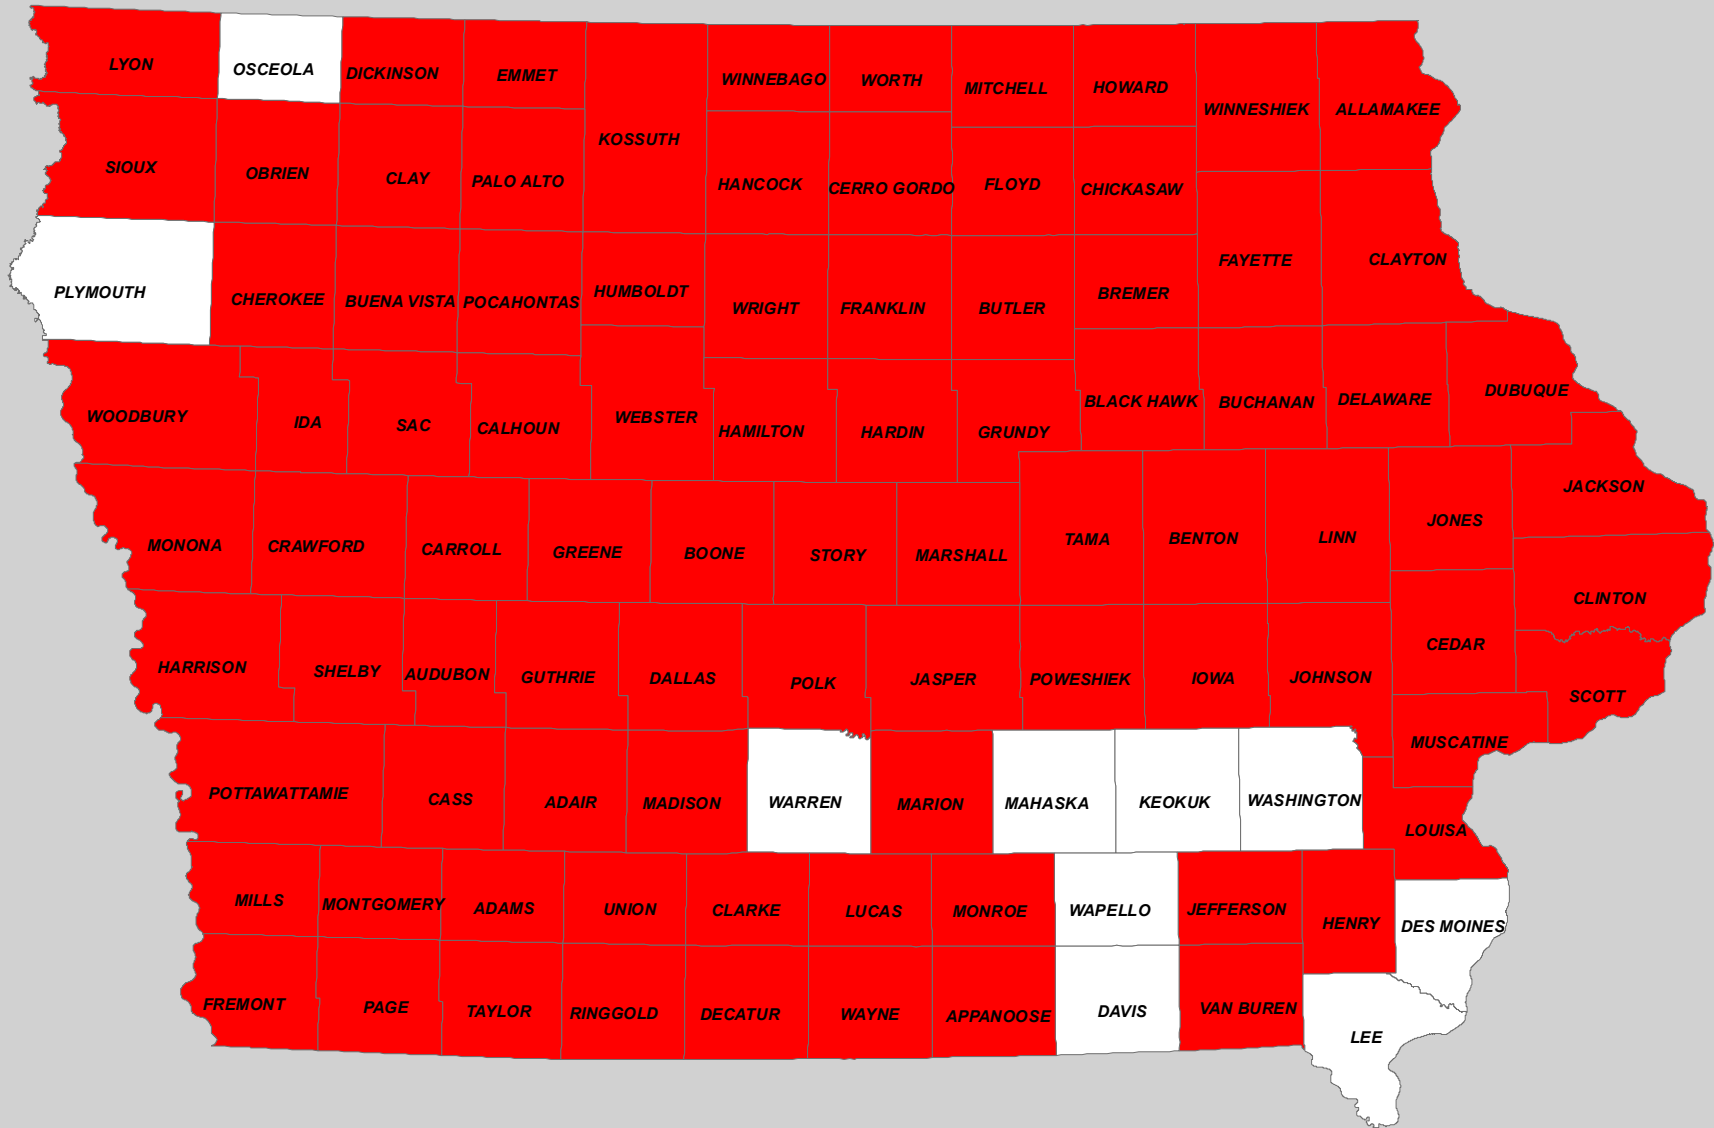 LYON
OSCEOLA
DICKINSON
EMMET
WINNEBAGO
WORTH
MITCHELL
HOWARD
WINNESHIEK
ALLAMAKEE
KOSSUTH
SIOUX
OBRIEN
CLAY
PALO ALTO
HANCOCK
CERRO GORDO
FLOYD
CHICKASAW
FAYETTE
CLAYTON
PLYMOUTH
CHEROKEE
BUENA VISTA
POCAHONTAS
HUMBOLDT
WRIGHT
FRANKLIN
BUTLER
BREMER
WOODBURY
IDA
SAC
CALHOUN
WEBSTER
HAMILTON
HARDIN
GRUNDY
BLACK HAWK
BUCHANAN
DELAWARE
DUBUQUE
MONONA
CRAWFORD
CARROLL
GREENE
BOONE
STORY
MARSHALL
TAMA
BENTON
LINN
JONES
JACKSON
CLINTON
HARRISON
SHELBY
AUDUBON
GUTHRIE
DALLAS
POLK
JASPER
POWESHIEK
IOWA
JOHNSON
CEDAR
SCOTT
MUSCATINE
POTTAWATTAMIE
CASS
ADAIR
MADISON
WARREN
MARION
MAHASKA
KEOKUK
WASHINGTON
LOUISA
MILLS
MONTGOMERY
ADAMS
UNION
CLARKE
LUCAS
MONROE
WAPELLO
JEFFERSON
HENRY
DES MOINES
FREMONT
PAGE
TAYLOR
RINGGOLD
DECATUR
WAYNE
APPANOOSE
DAVIS
VAN BUREN
LEE